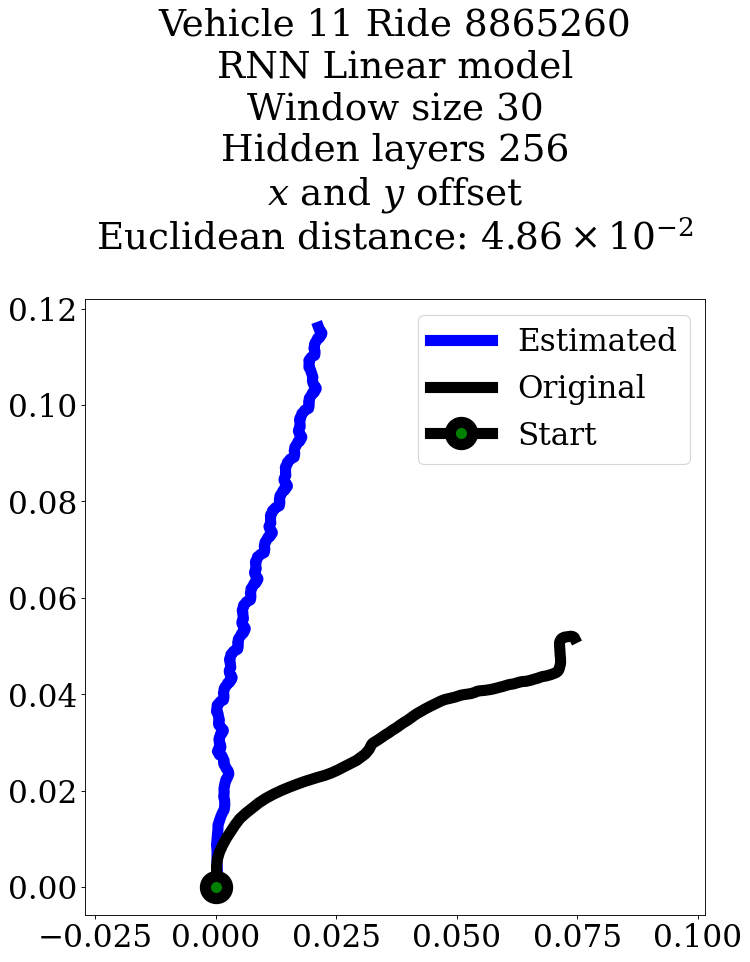 Vehicle 11 Ride 8865260
RNN Linear model
Window size 30
Hidden layers 256
x and y offset
Euclidean distance: 4.86 × 10⁻²
0.12
0.10
0.08
0.06
0.04
0.02
0.00
Estimated
Original
Start
−0.025 0.000 0.025 0.050 0.075 0.100